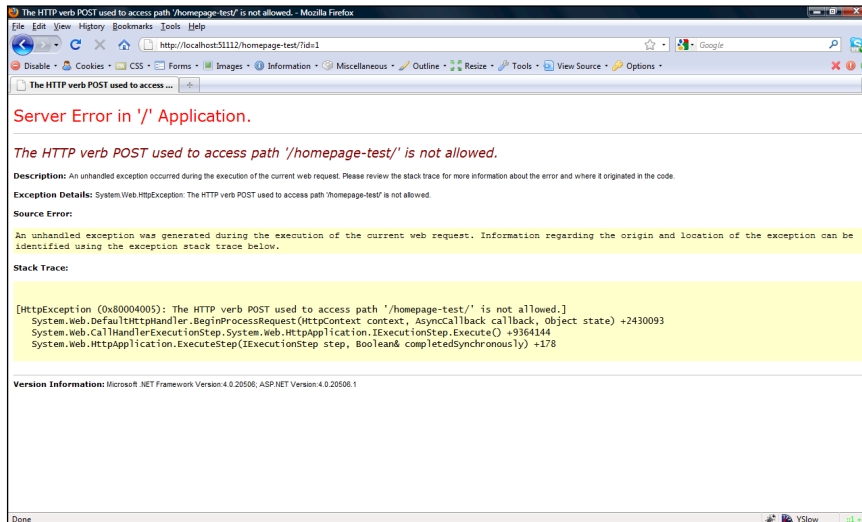 The HTTP verb POST used to access path '/homepage-test/' is not allowed. - Mozilla Firefox
File Edit View History Bookmarks Tools Help
http://localhost:51112/homepage-test/?id=1 Google
Disable Cookies CSS Forms Images Information Miscellaneous Outline Resize Tools View Source Options
The HTTP verb POST used to access ...
Server Error in '/' Application.
The HTTP verb POST used to access path '/homepage-test/' is not allowed.
Description: An unhandled exception occurred during the execution of the current web request. Please review the stack trace for more information about the error and where it originated in the code.
Exception Details: System.Web.HttpException: The HTTP verb POST used to access path '/homepage-test/' is not allowed.
Source Error:
An unhandled exception was generated during the execution of the current web request. Information regarding the origin and location of the exception can be
identified using the exception stack trace below.
Stack Trace:
[HttpException (0x80004005): The HTTP verb POST used to access path '/homepage-test/' is not allowed.]
System.Web.DefaultHttpHandler.BeginProcessRequest(HttpContext context, AsyncCallback callback, Object state) +2430093
System.Web.CallHandlerExecutionStep.System.Web.HttpApplication.IExecutionStep.Execute() +9364144
System.Web.HttpApplication.ExecuteStep(IExecutionStep step, Boolean& completedSynchronously) +178
Version Information: Microsoft .NET Framework Version:4.0.20506; ASP.NET Version:4.0.20506.1
Done YSlow